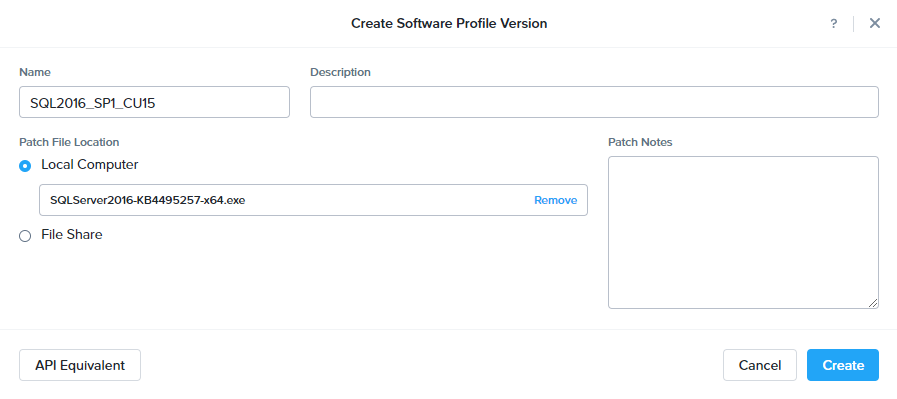 Create Software Profile Version
?
Name
Description
SQL2016_SP1_CU15
Patch File Location
Patch Notes
Local Computer
SQLServer2016-KB4495257-x64.exe
Remove
File Share
API Equivalent
Cancel
Create